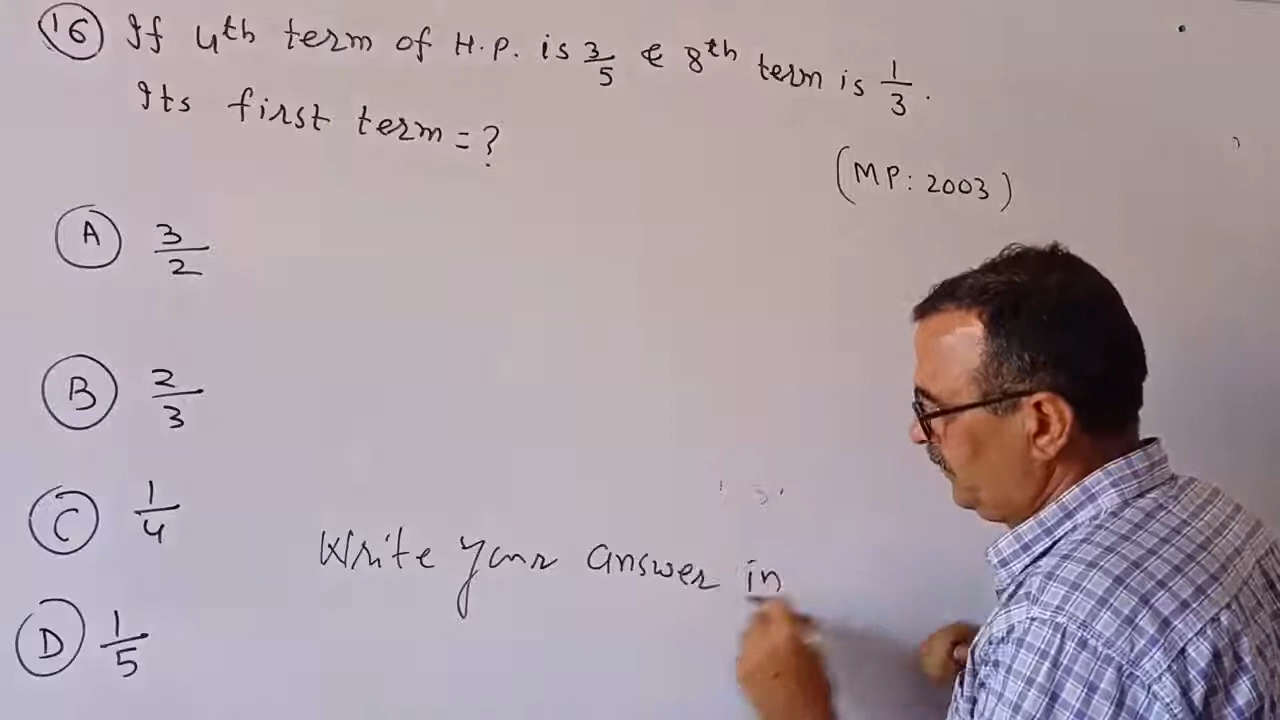 16 If 4th term of H.P. is 3/5 & 8th term is 1/3.
Its first term = ?
(MP: 2003)
A 3/2
B 2/3
C 1/4
D 1/5
Write your answer in